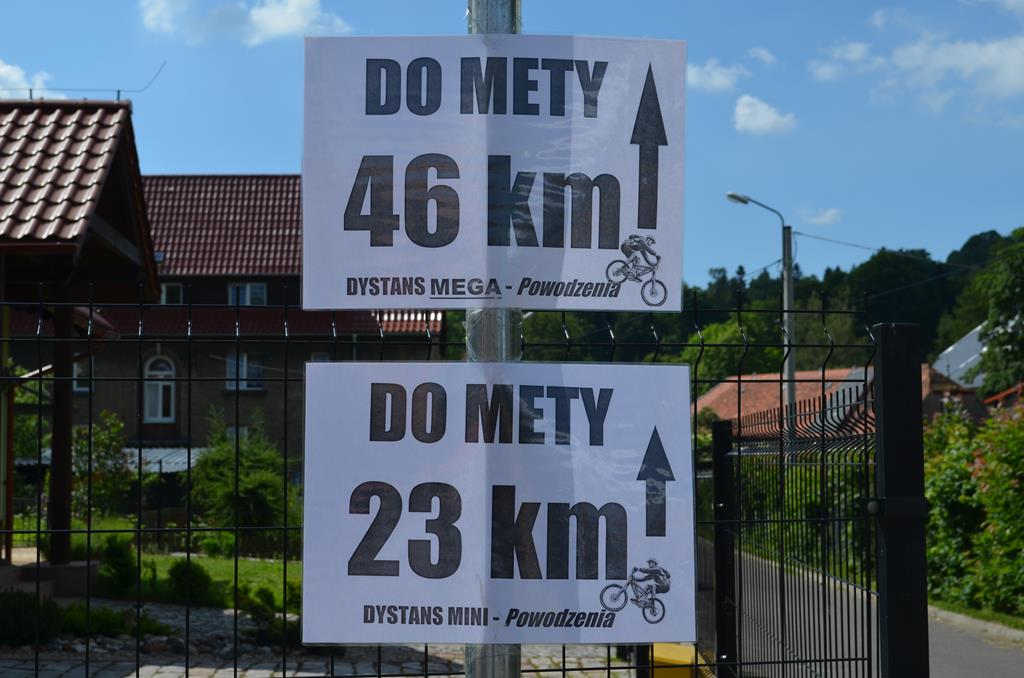 DO METY
46 km
DYSTANS MEGA - Powodzenia
DO METY
23 km
DYSTANS MINI - Powodzenia